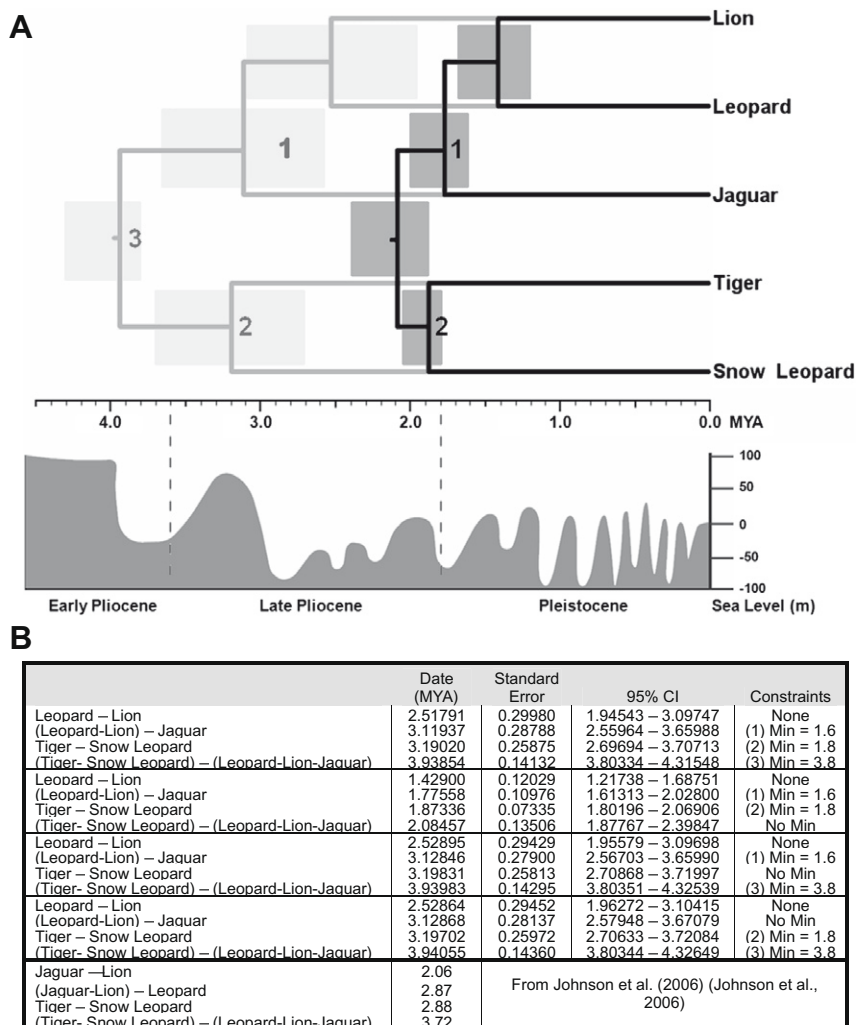 A
Lion
Leopard
1
1
Jaguar
3
Tiger
2
2
Snow Leopard
4.0 3.0 2.0 1.0 0.0 MYA
100
50
0
-50
-100
Early Pliocene Late Pliocene Pleistocene Sea Level (m)
B
Date (MYA) Standard Error 95% CI Constraints
Leopard – Lion 2.51791 0.29980 1.94543 – 3.09747 None
(Leopard-Lion) – Jaguar 3.11937 0.28788 2.55964 – 3.65988 (1) Min = 1.6
Tiger – Snow Leopard 3.19020 0.25875 2.69694 – 3.70713 (2) Min = 1.8
(Tiger- Snow Leopard) – (Leopard-Lion-Jaguar) 3.93854 0.14132 3.80334 – 4.31548 (3) Min = 3.8
Leopard – Lion 1.42900 0.12029 1.21738 – 1.68751 None
(Leopard-Lion) – Jaguar 1.77558 0.10976 1.61313 – 2.02800 (1) Min = 1.6
Tiger – Snow Leopard 1.87336 0.07335 1.80196 – 2.06906 (2) Min = 1.8
(Tiger- Snow Leopard) – (Leopard-Lion-Jaguar) 2.08457 0.13506 1.87767 – 2.39847 No Min
Leopard – Lion 2.52895 0.29429 1.95579 – 3.09698 None
(Leopard-Lion) – Jaguar 3.12846 0.27900 2.56703 – 3.65990 (1) Min = 1.6
Tiger – Snow Leopard 3.19831 0.25813 2.70868 – 3.71997 No Min
(Tiger- Snow Leopard) – (Leopard-Lion-Jaguar) 3.93983 0.14295 3.80351 – 4.32539 (3) Min = 3.8
Leopard – Lion 2.52864 0.29452 1.96272 – 3.10415 None
(Leopard-Lion) – Jaguar 3.12868 0.28137 2.57948 – 3.67079 No Min
Tiger – Snow Leopard 3.19702 0.25972 2.70633 – 3.72084 (2) Min = 1.8
(Tiger- Snow Leopard) – (Leopard-Lion-Jaguar) 3.94055 0.14360 3.80344 – 4.32649 (3) Min = 3.8
Jaguar —Lion 2.06
(Jaguar-Lion) – Leopard 2.87
Tiger – Snow Leopard 2.88
(Tiger- Snow Leopard) – (Leopard-Lion-Jaguar) 3.72
From Johnson et al. (2006) (Johnson et al.,
2006)